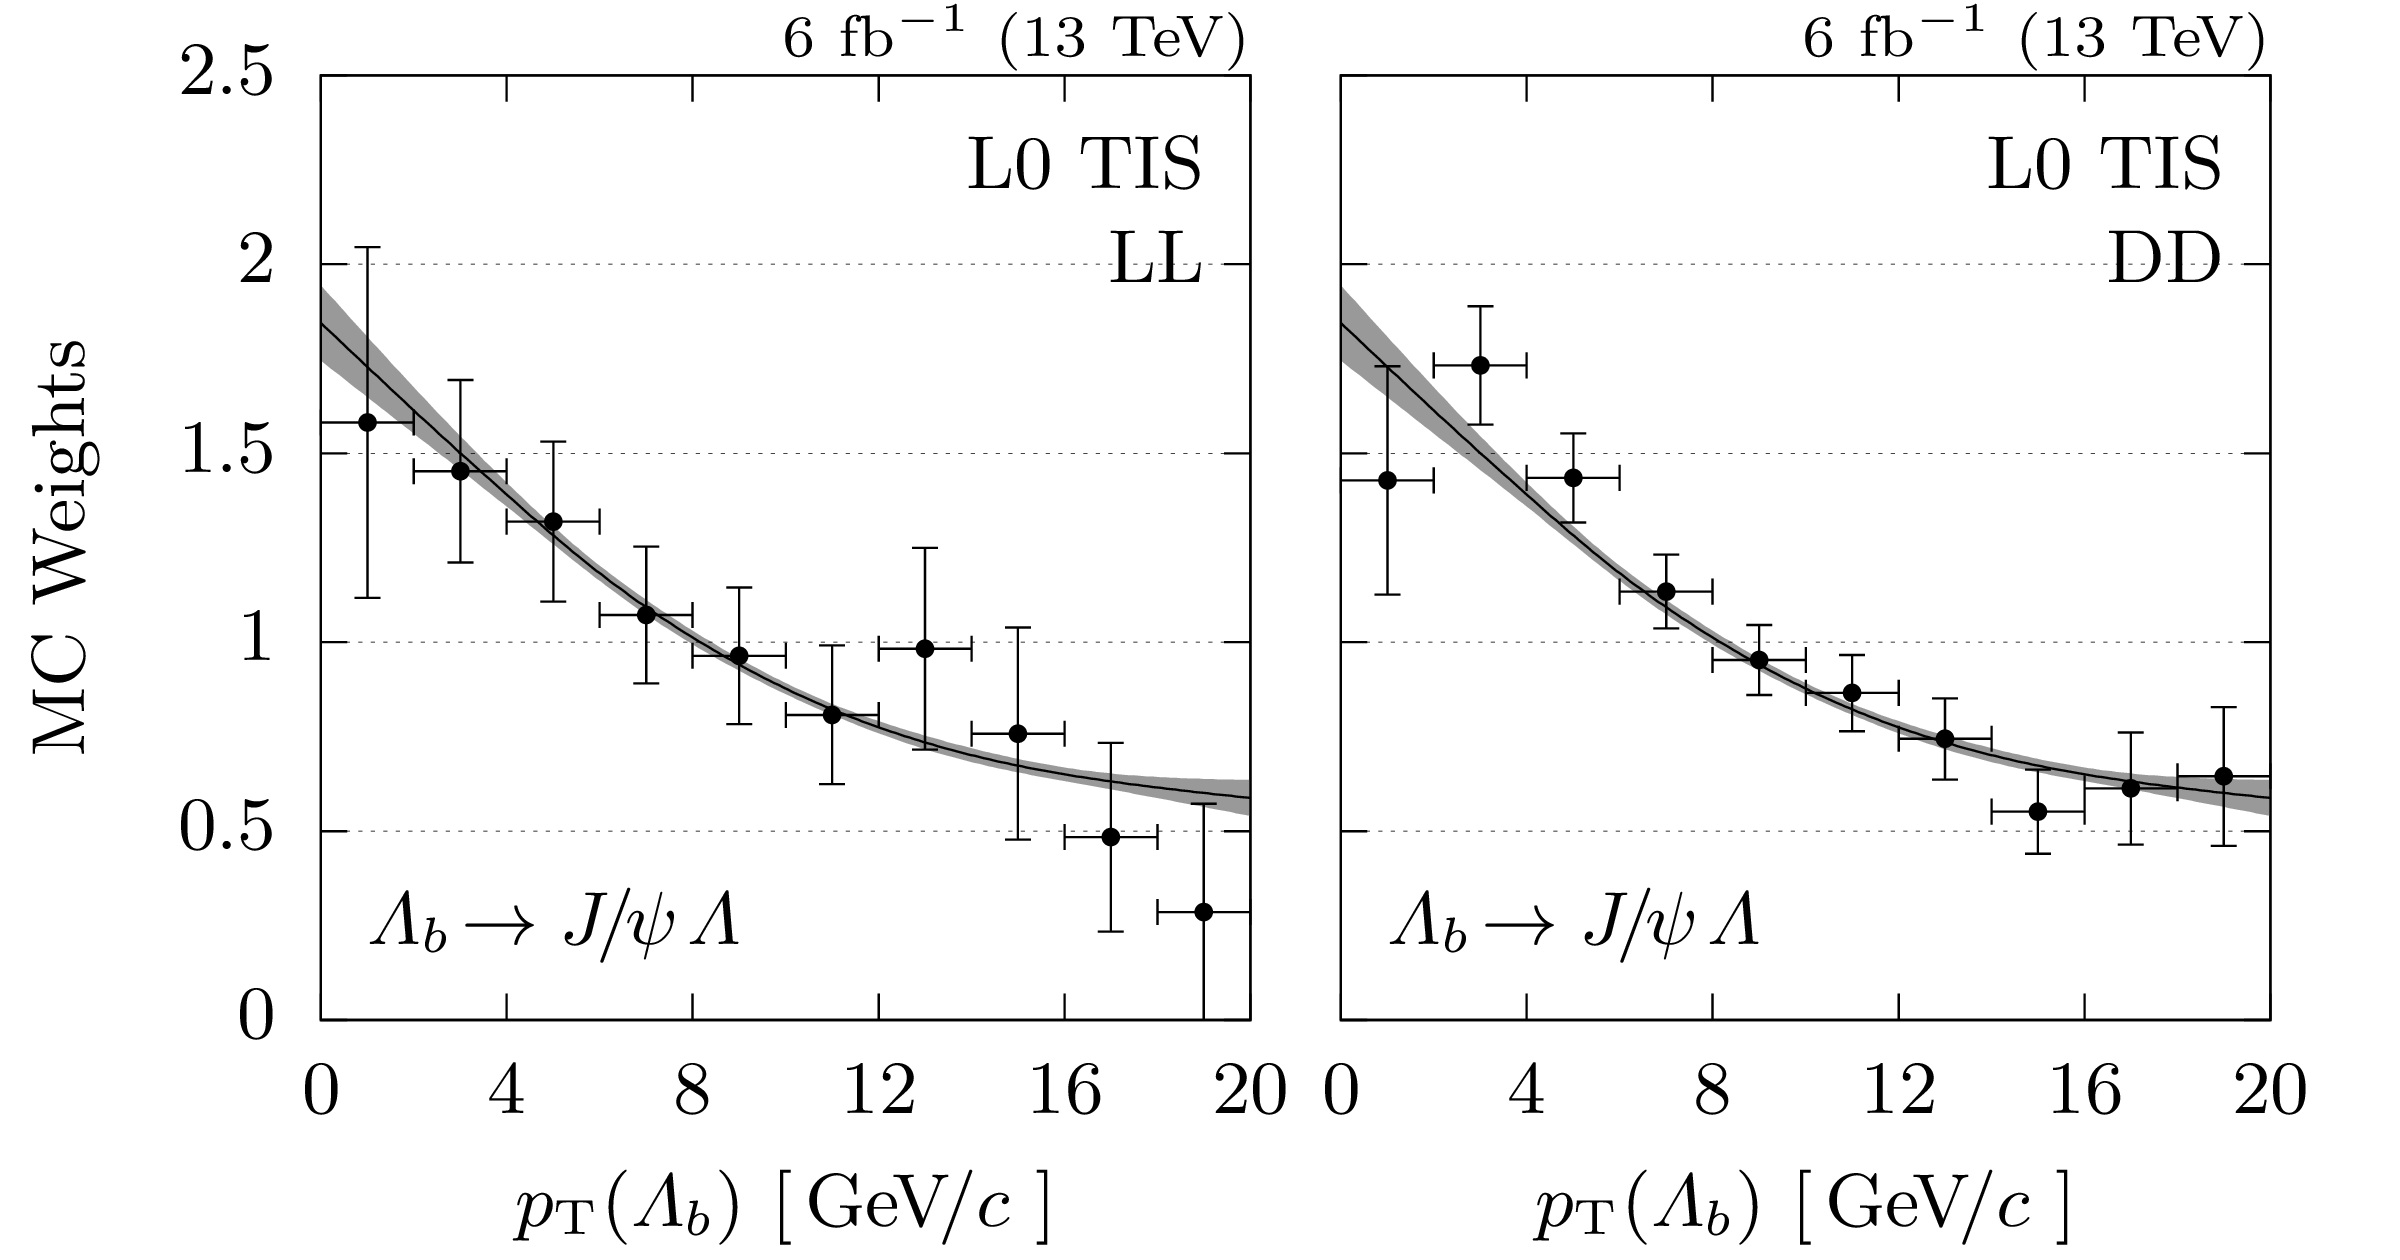 6 fb⁻¹ (13 TeV)
6 fb⁻¹ (13 TeV)
MC Weights
2.5
2
1.5
1
0.5
0
L0 TIS
LL
Λb → J/ψ Λ
0 4 8 12 16 20
pT(Λb) [GeV/c ]
L0 TIS
DD
Λb → J/ψ Λ
0 4 8 12 16 20
pT(Λb) [GeV/c ]